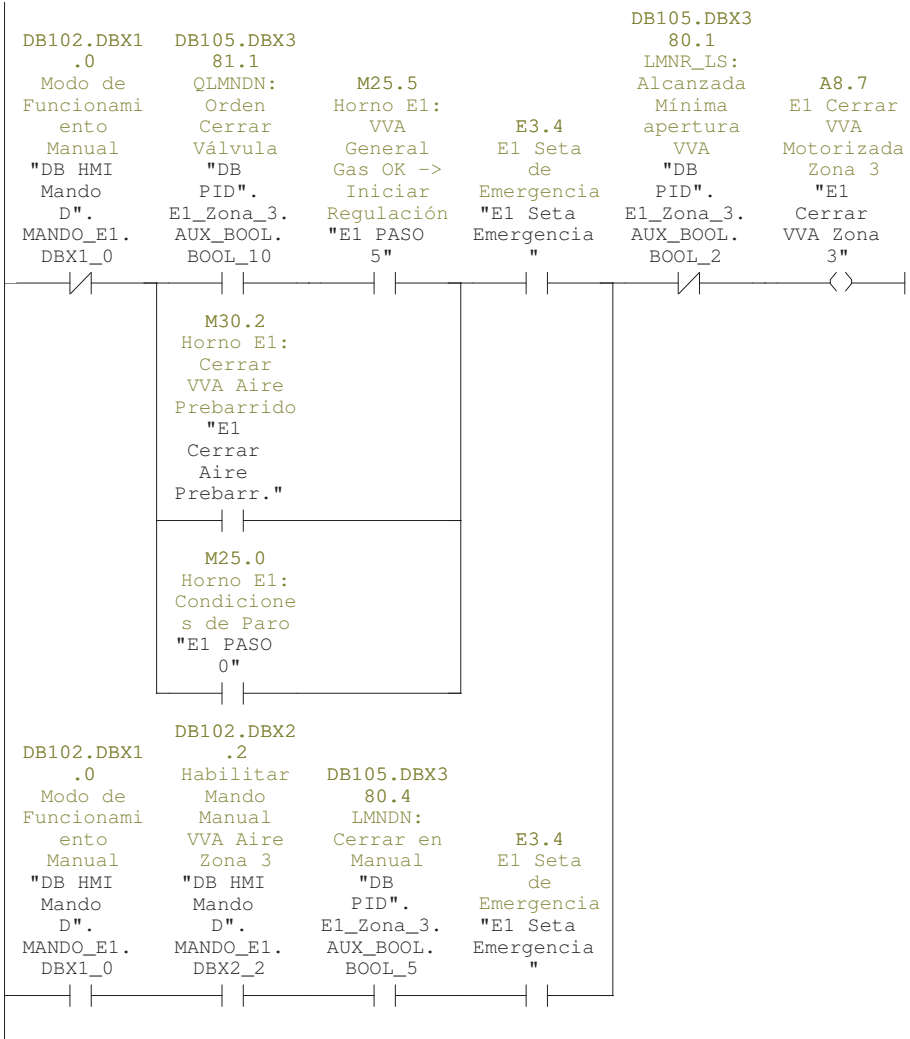 DB102.DBX1
.0
Modo de
Funcionami
ento
Manual
"DB HMI
Mando
D".
MANDO_E1.
DBX1_0
DB105.DBX3
81.1
QLMNDN:
Orden
Cerrar
Válvula
"DB
PID".
E1_Zona_3.
AUX_BOOL.
BOOL_10
M25.5
Horno E1:
VVA
General
Gas OK ->
Iniciar
Regulación
"E1 PASO
5"
E3.4
E1 Seta
de
Emergencia
"E1 Seta
Emergencia
"
DB105.DBX3
80.1
LMNR_LS:
Alcanzada
Mínima
apertura
VVA
"DB
PID".
E1_Zona_3.
AUX_BOOL.
BOOL_2
A8.7
E1 Cerrar
VVA
Motorizada
Zona 3
"E1
Cerrar
VVA Zona
3"
M30.2
Horno E1:
Cerrar
VVA Aire
Prebarrido
"E1
Cerrar
Aire
Prebarr."
M25.0
Horno E1:
Condicione
s de Paro
"E1 PASO
0"
DB102.DBX1
.0
Modo de
Funcionami
ento
Manual
"DB HMI
Mando
D".
MANDO_E1.
DBX1_0
DB102.DBX2
.2
Habilitar
Mando
Manual
VVA Aire
Zona 3
"DB HMI
Mando
D".
MANDO_E1.
DBX2_2
DB105.DBX3
80.4
LMNDN:
Cerrar en
Manual
"DB
PID".
E1_Zona_3.
AUX_BOOL.
BOOL_5
E3.4
E1 Seta
de
Emergencia
"E1 Seta
Emergencia
"